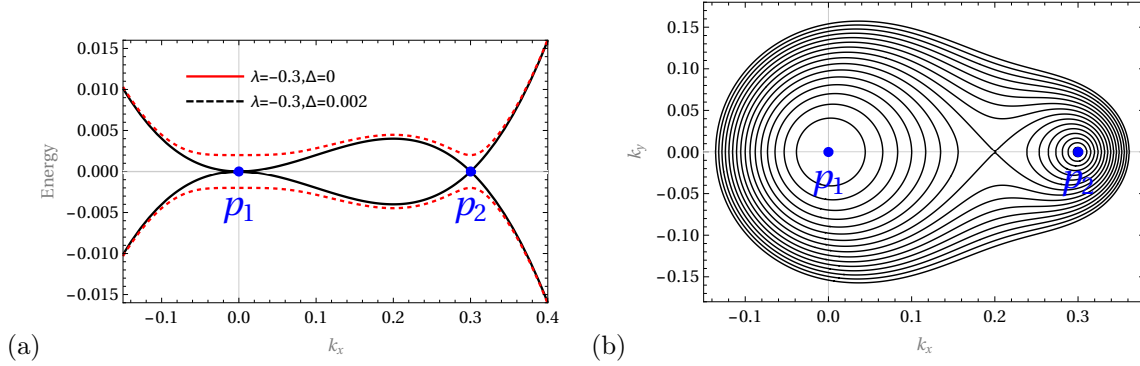 0.015
0.010
0.005
0.000
−0.005
−0.010
−0.015
Energy
λ=−0.3,Δ=0
λ=−0.3,Δ=0.002
p₁
p₂
−0.1
0.0
0.1
0.2
0.3
0.4
k_x
(a)
0.15
0.10
0.05
0.00
−0.05
−0.10
−0.15
k_y
p₁
p₂
−0.1
0.0
0.1
0.2
0.3
k_x
(b)